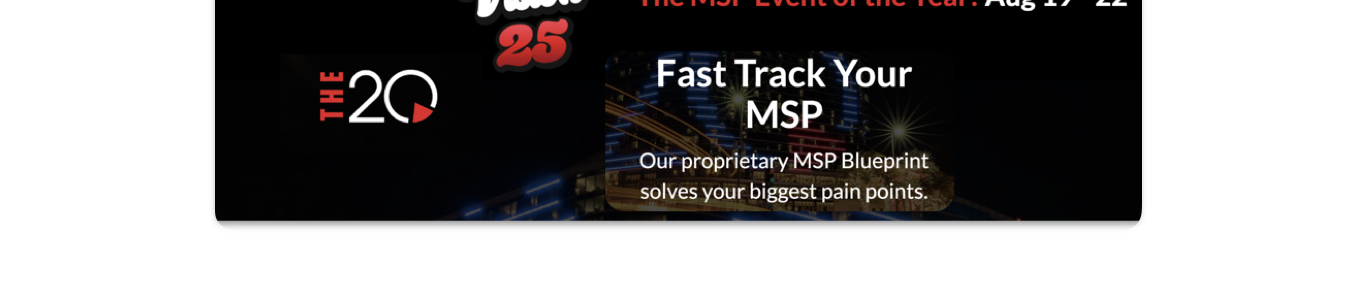 The MSP Event of the Year! Aug 19 - 22
Vision
25
THE 20
Fast Track Your
MSP
Our proprietary MSP Blueprint
solves your biggest pain points.